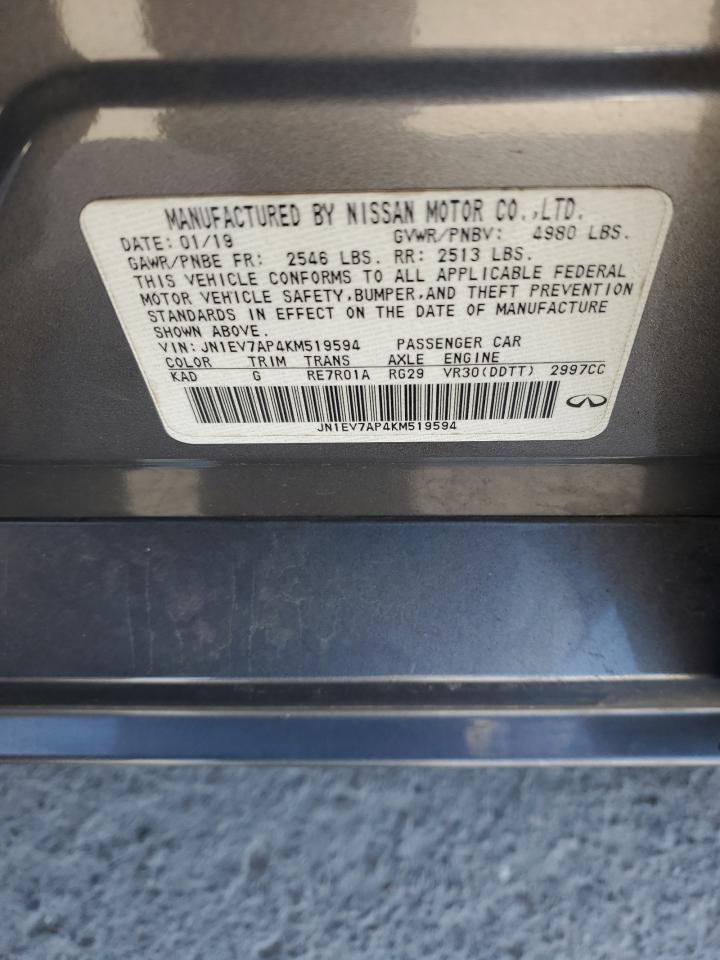 MANUFACTURED BY NISSAN MOTOR CO.,LTD.
DATE: 01/19 GVWR/PNBV: 4980 LBS.
GAWR/PNBE FR: 2546 LBS. RR: 2513 LBS.
THIS VEHICLE CONFORMS TO ALL APPLICABLE FEDERAL
MOTOR VEHICLE SAFETY,BUMPER,AND THEFT PREVENTION
STANDARDS IN EFFECT ON THE DATE OF MANUFACTURE
SHOWN ABOVE.
VIN: JN1EV7AP4KM519594 PASSENGER CAR
COLOR TRIM TRANS AXLE ENGINE
KAD G RE7R01A RG29 VR30(DDTT) 2997CC
JN1EV7AP4KM519594